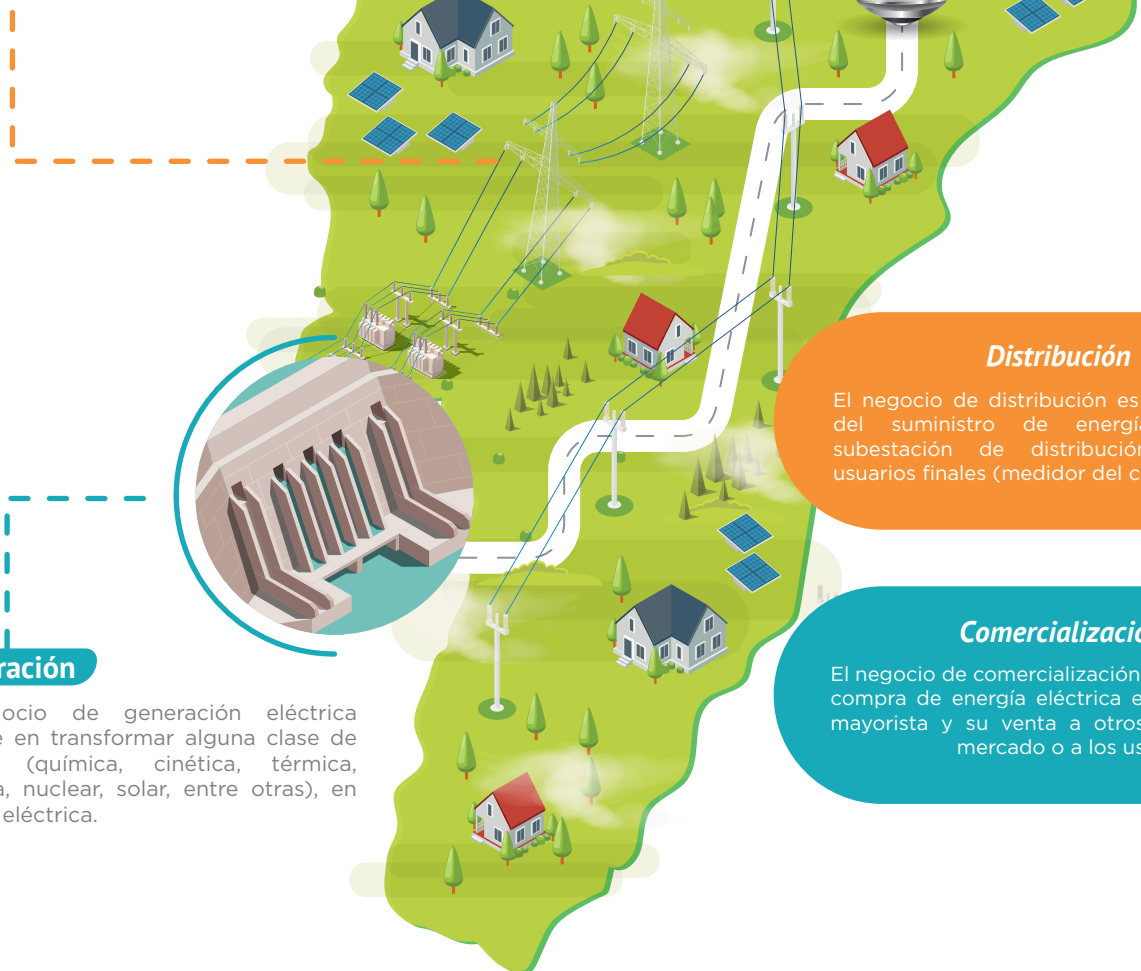 Distribución
El negocio de distribución es
del suministro de energía
subestación de distribución
usuarios finales (medidor del c
Comercializació
El negocio de comercialización,
compra de energía eléctrica e
mayorista y su venta a otros
mercado o a los us
ración
ocio de generación eléctrica
e en transformar alguna clase de
(química, cinética, térmica,
a, nuclear, solar, entre otras), en
eléctrica.